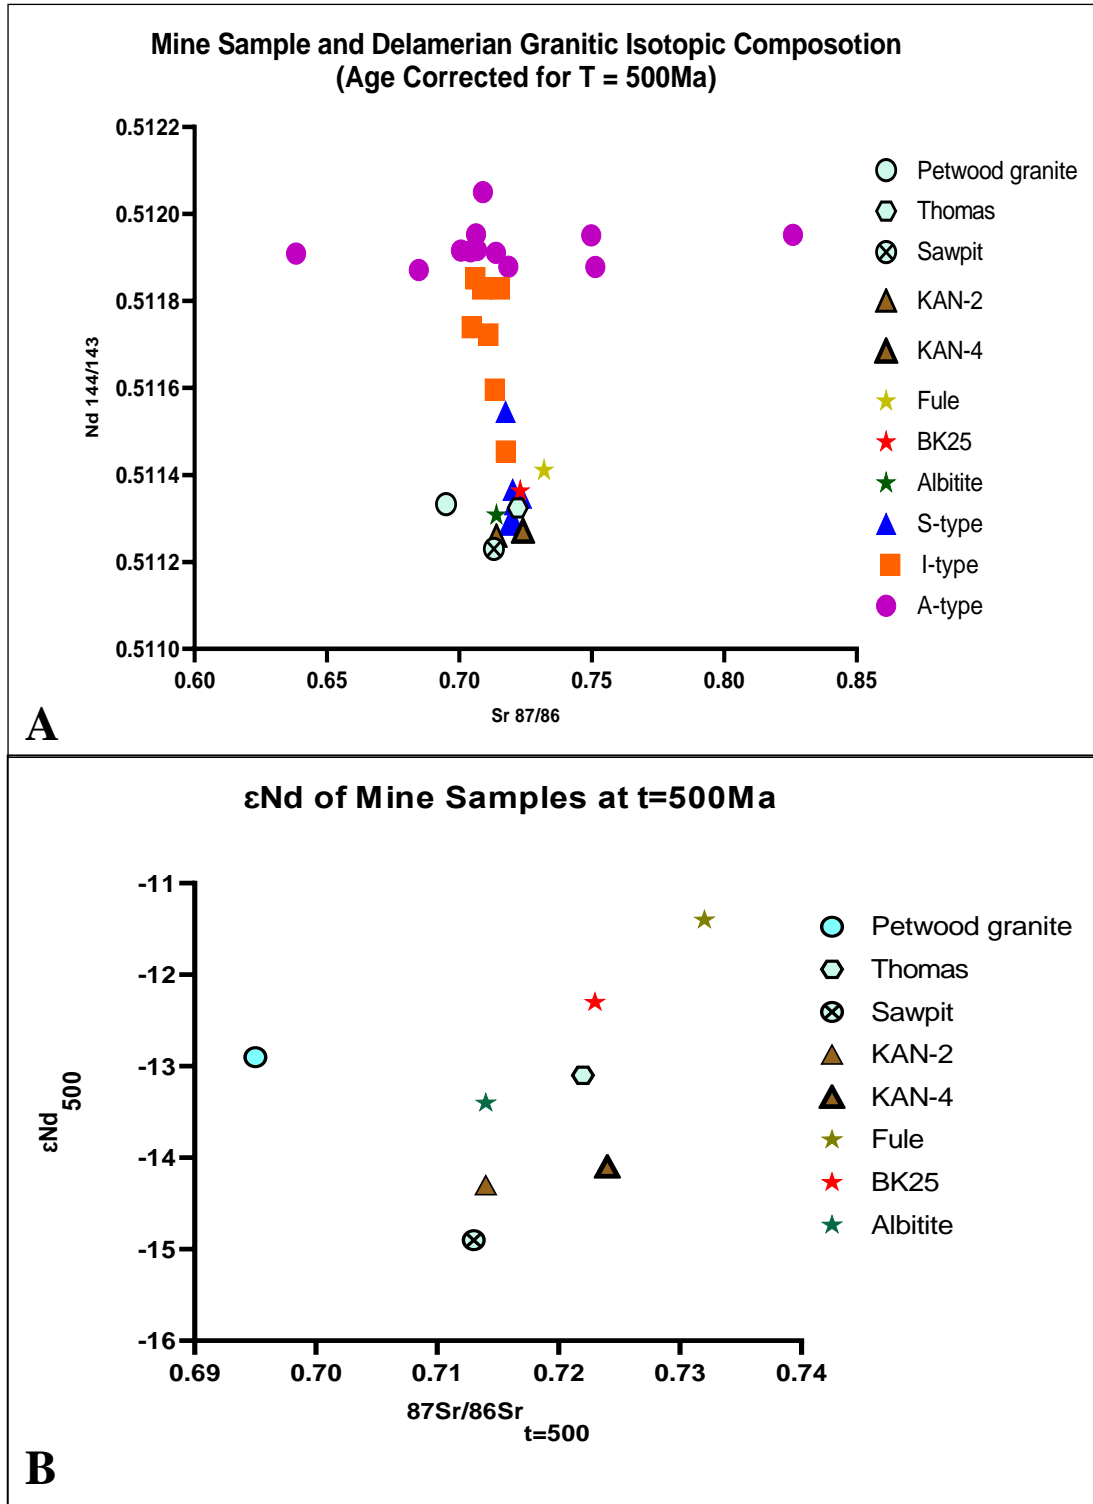 Mine Sample and Delamerian Granitic Isotopic Composotion
(Age Corrected for T = 500Ma)
0.5122
0.5120
0.5118
0.5116
0.5114
0.5112
0.5110
Nd 144/143
0.60 0.65 0.70 0.75 0.80 0.85
Sr 87/86
Petwood granite
Thomas
Sawpit
KAN-2
KAN-4
Fule
BK25
Albitite
S-type
I-type
A-type
A
εNd of Mine Samples at t=500Ma
-11
-12
-13
-14
-15
-16
εNd500
0.69 0.70 0.71 0.72 0.73 0.74
87Sr/86Sr t=500
Petwood granite
Thomas
Sawpit
KAN-2
KAN-4
Fule
BK25
Albitite
B